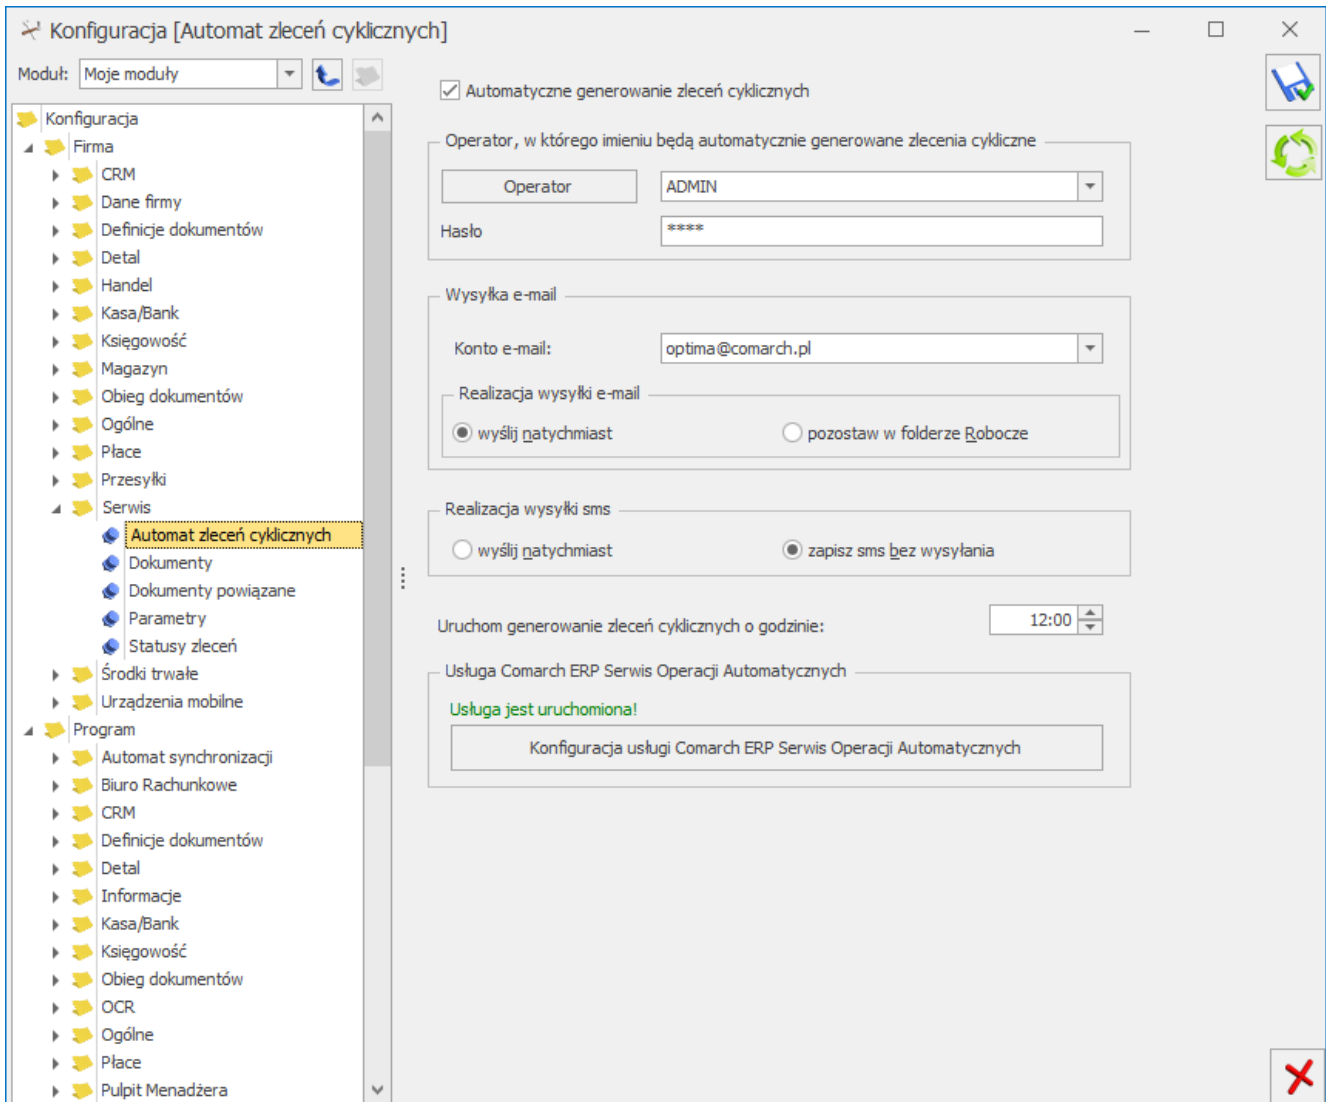 Konfiguracja [Automat zleceń cyklicznych]
Moduł: Moje moduły
Konfiguracja
Firma
CRM
Dane firmy
Definicje dokumentów
Detal
Handel
Kasa/Bank
Księgowość
Magazyn
Obieg dokumentów
Ogólne
Płace
Przesyłki
Serwis
Automat zleceń cyklicznych
Dokumenty
Dokumenty powiązane
Parametry
Statusy zleceń
Środki trwałe
Urządzenia mobilne
Program
Automat synchronizacji
Biuro Rachunkowe
CRM
Definicje dokumentów
Detal
Informacje
Kasa/Bank
Księgowość
Obieg dokumentów
OCR
Ogólne
Płace
Pulpit Menadżera
Automatyczne generowanie zleceń cyklicznych
Operator, w którego imieniu będą automatycznie generowane zlecenia cykliczne
Operator ADMIN
Hasło ****
Wysyłka e-mail
Konto e-mail: optima@comarch.pl
Realizacja wysyłki e-mail
wyślij natychmiast pozostaw w folderze Robocze
Realizacja wysyłki sms
wyślij natychmiast zapisz sms bez wysyłania
Uruchom generowanie zleceń cyklicznych o godzinie: 12:00
Usługa Comarch ERP Serwis Operacji Automatycznych
Usługa jest uruchomiona!
Konfiguracja usługi Comarch ERP Serwis Operacji Automatycznych